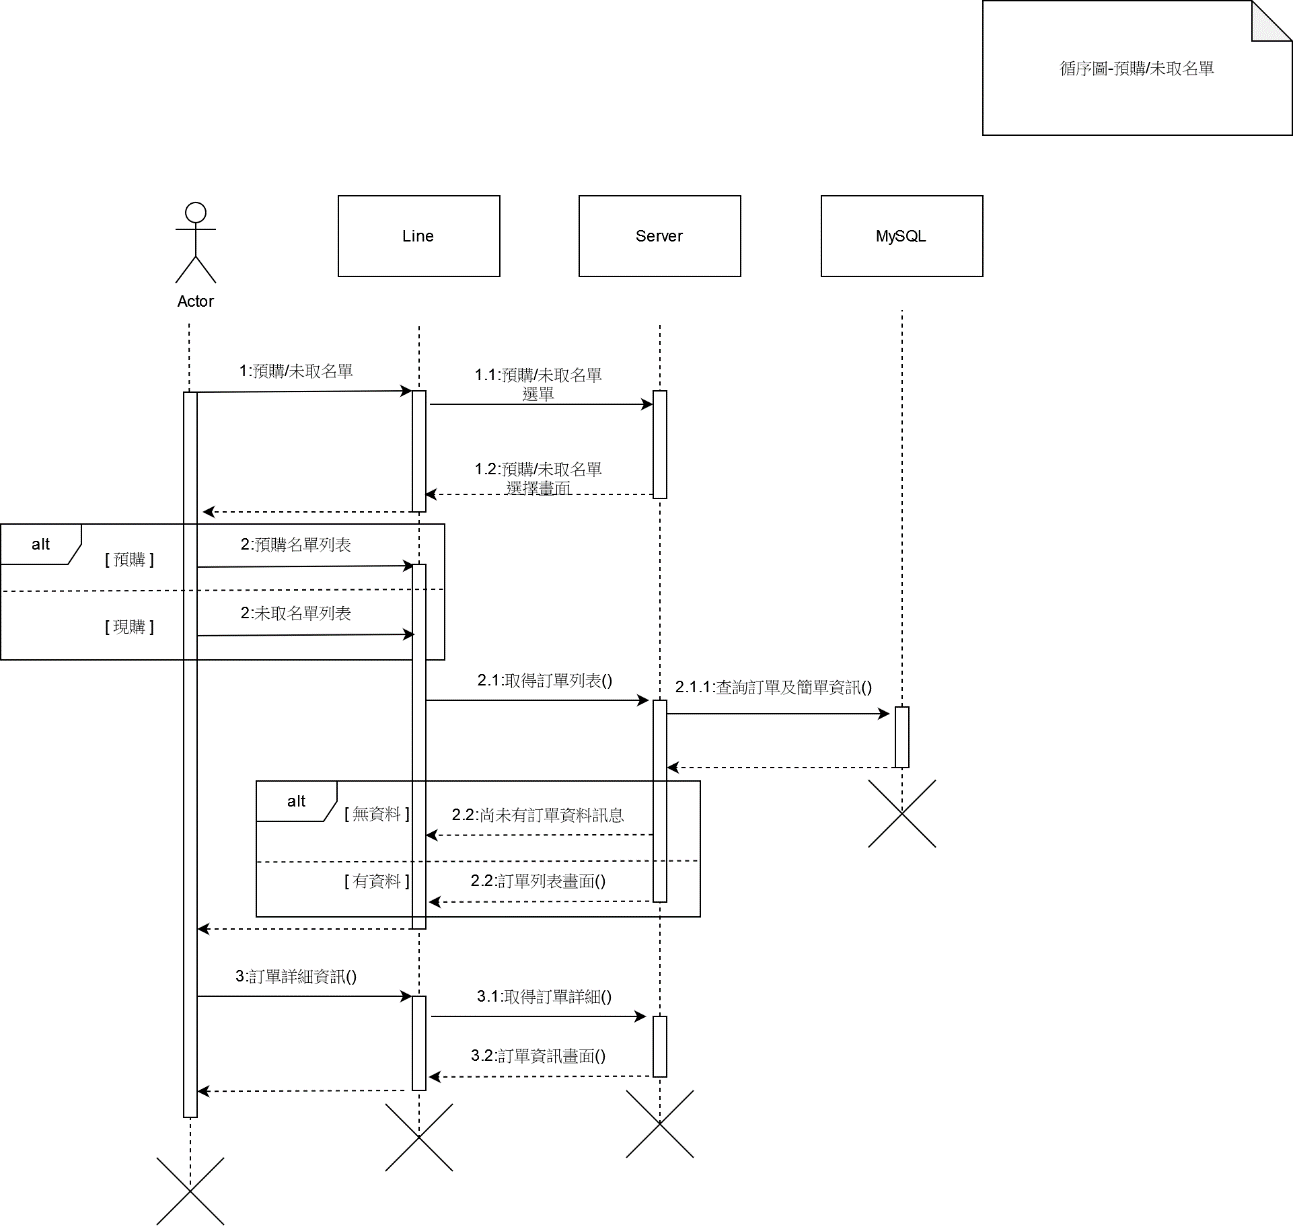 循序圖-預購/未取名單
Line
Server
MySQL
Actor
1:預購/未取名單
1.1:預購/未取名單
選單
1.2:預購/未取名單
選擇畫面
alt
[ 預購 ]
2:預購名單列表
[ 現購 ]
2:未取名單列表
2.1:取得訂單列表()
2.1.1:查詢訂單及簡單資訊()
alt
[ 無資料 ]
2.2:尚未有訂單資料訊息
[ 有資料 ]
2.2:訂單列表畫面()
3:訂單詳細資訊()
3.1:取得訂單詳細()
3.2:訂單資訊畫面()